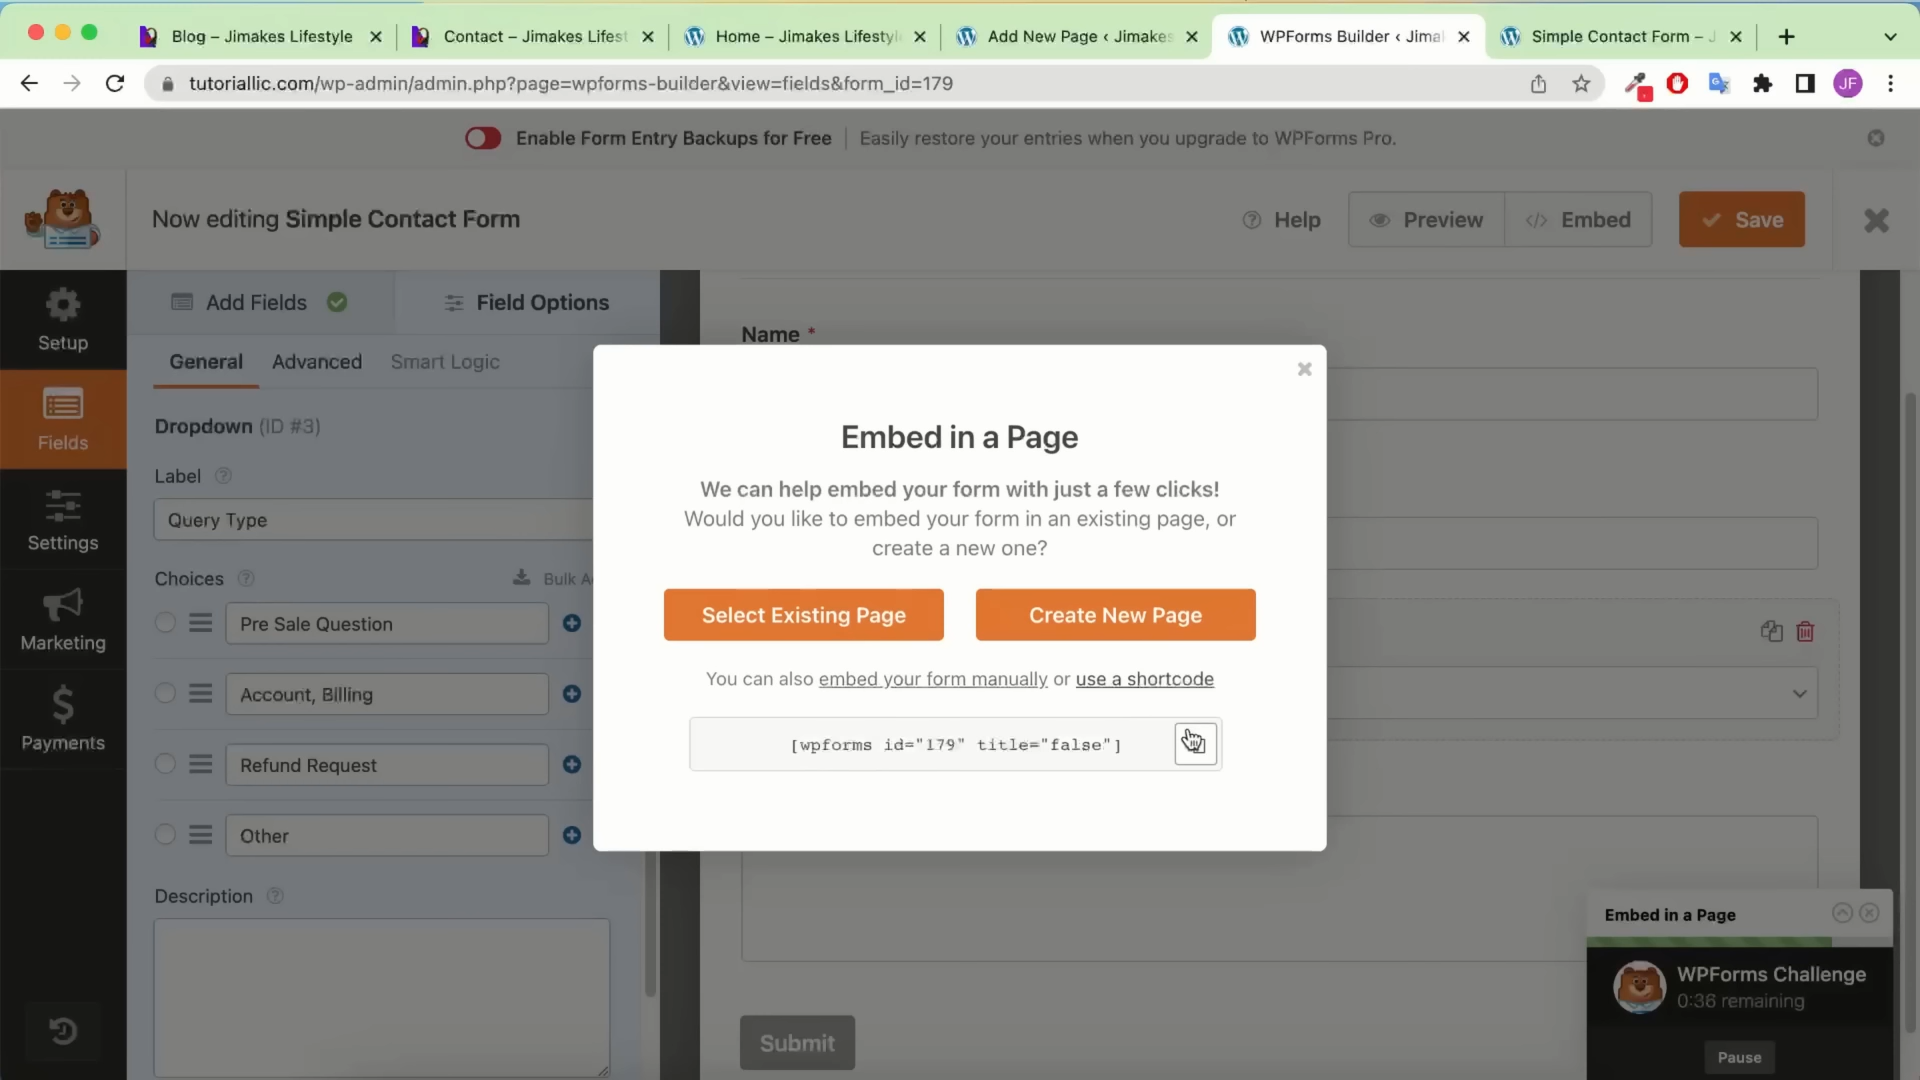 Blog – Jimakes Lifestyle
Contact – Jimakes Lifest
Home – Jimakes Lifestyle
Add New Page ‹ Jimakes
WPForms Builder ‹ Jimal
Simple Contact Form – J
tutoriallic.com/wp-admin/admin.php?page=wpforms-builder&view=fields&form_id=179
JF
Enable Form Entry Backups for Free
Easily restore your entries when you upgrade to WPForms Pro.
Now editing Simple Contact Form
Help
Preview
Embed
Save
Setup
Fields
Settings
Marketing
Payments
Add Fields
Field Options
General
Advanced
Smart Logic
Dropdown (ID #3)
Label
Query Type
Choices
Bulk A
Pre Sale Question
Account, Billing
Refund Request
Other
Description
Name *
Embed in a Page
We can help embed your form with just a few clicks!
Would you like to embed your form in an existing page, or
create a new one?
Select Existing Page
Create New Page
You can also embed your form manually or use a shortcode
[wpforms id="179" title="false"]
Submit
Embed in a Page
WPForms Challenge
0:36 remaining
Pause